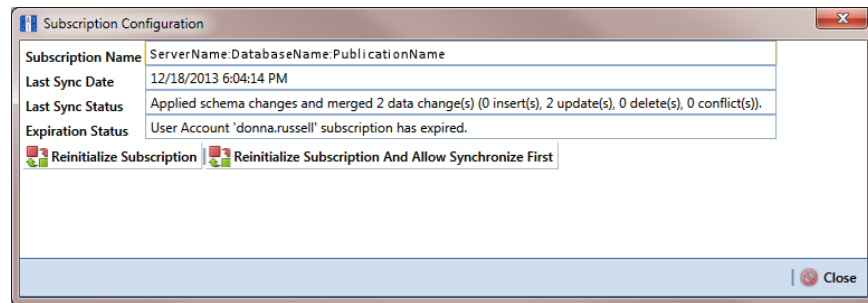 Subscription Configuration
Subscription Name ServerName:DatabaseName:PublicationName
Last Sync Date 12/18/2013 6:04:14 PM
Last Sync Status Applied schema changes and merged 2 data change(s) (0 insert(s), 2 update(s), 0 delete(s), 0 conflict(s)).
Expiration Status User Account 'donna.russell' subscription has expired.
Reinitialize Subscription Reinitialize Subscription And Allow Synchronize First
Close